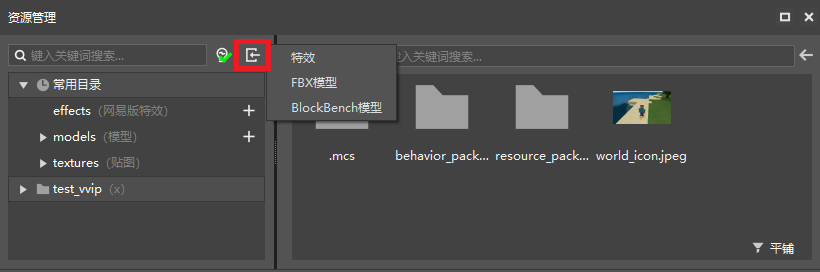 资源管理
键入关键词搜索...
特效
FBX模型
BlockBench模型
键入关键词搜索...
常用目录
effects (网易版特效)
models (模型)
textures (贴图)
test_vvip (x)
.mcs
behavior_pack...
resource_pack...
world_icon.jpeg
平铺